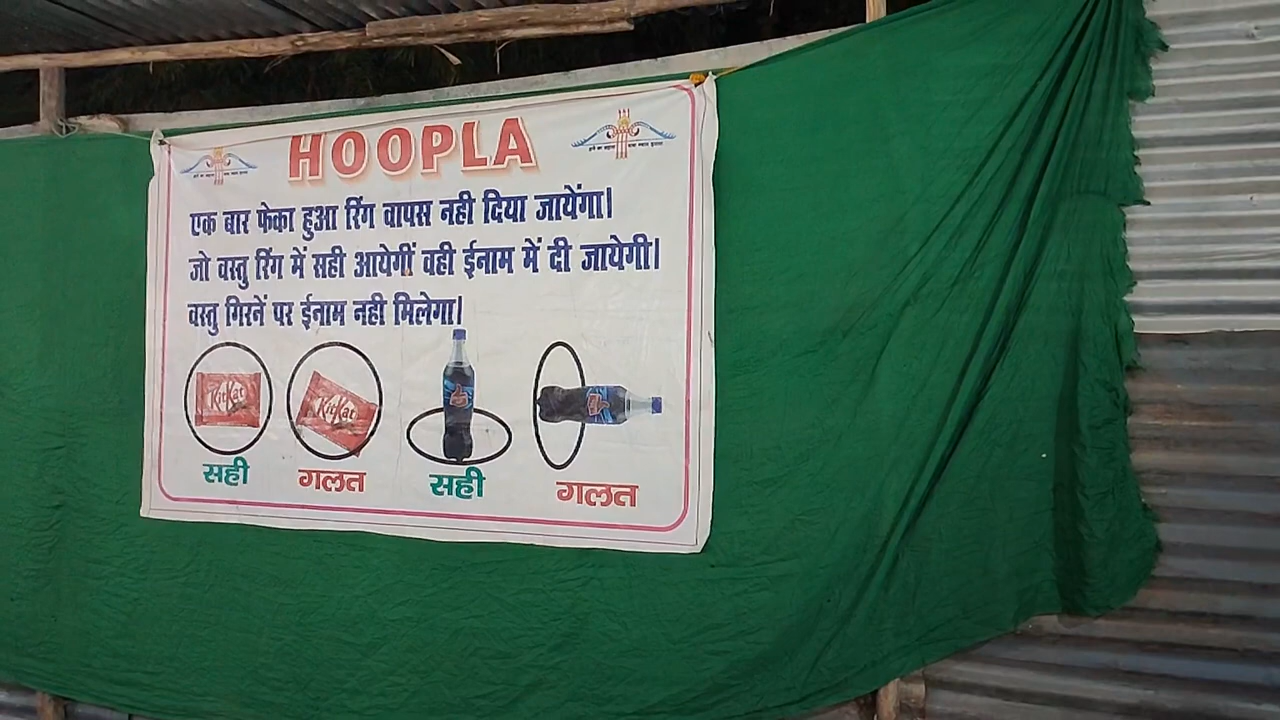 HOOPLA
एक बार फेका हुआ रिंग वापस नही दिया जायेंगा।
जो वस्तु रिंग में सही आयेगीं वही ईनाम में दी जायेगी।
वस्तु गिरनें पर ईनाम नही मिलेगा।
KitKat KitKat
सही गलत सही गलत